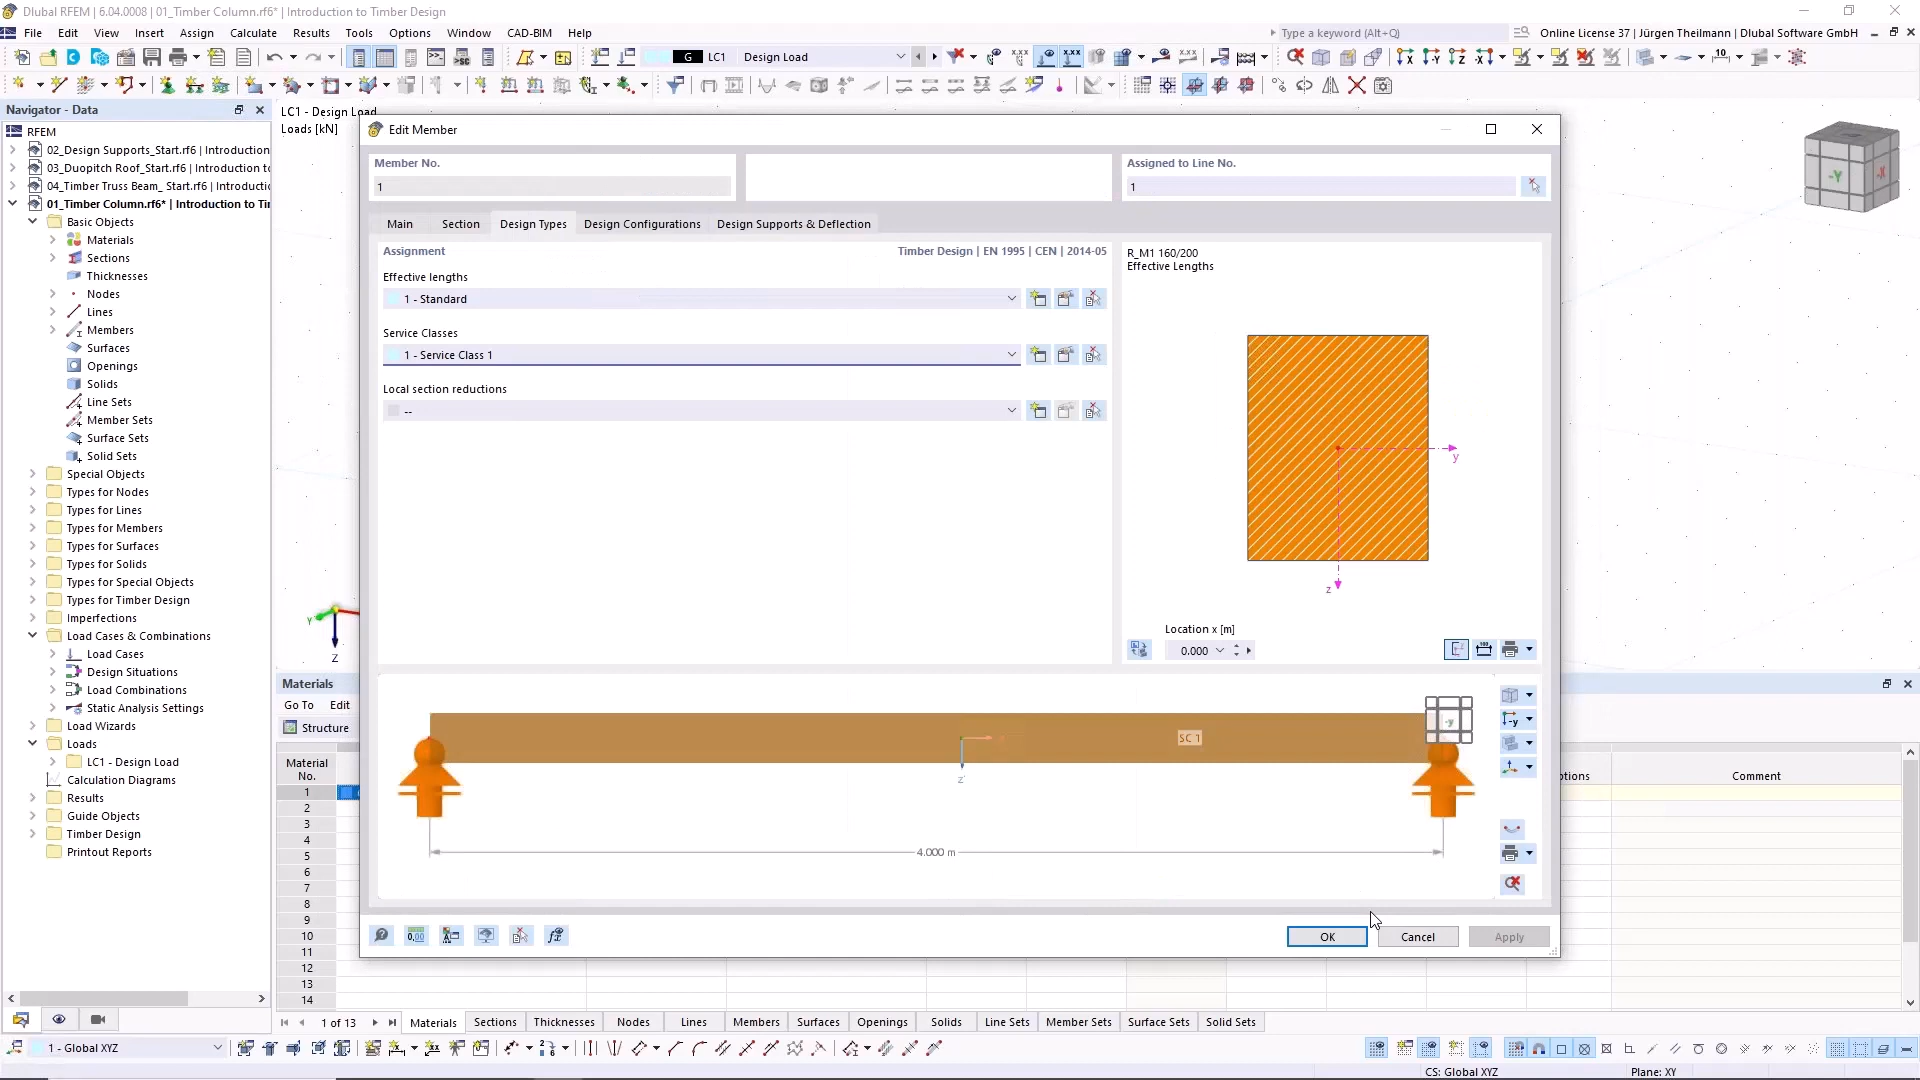 Dlubal RFEM | 6.04.0008 | 01_Timber Column.rf6* | Introduction to Timber Design
File Edit View Insert Assign Calculate Results Tools Options Window CAD-BIM Help
Type a keyword (Alt+Q)
Online License 37 | Jürgen Theilmann | Dlubal Software GmbH
G LC1 Design Load
Navigator - Data
RFEM
02_Design Supports_Start.rf6 | Introduction
03_Duopitch Roof_Start.rf6 | Introduction to
04_Timber Truss Beam_ Start.rf6 | Introductio
01_Timber Column.rf6* | Introduction to Tir
Basic Objects
Materials
Sections
Thicknesses
Nodes
Lines
Members
Surfaces
Openings
Solids
Line Sets
Member Sets
Surface Sets
Solid Sets
Special Objects
Types for Nodes
Types for Lines
Types for Members
Types for Surfaces
Types for Solids
Types for Special Objects
Types for Timber Design
Imperfections
Load Cases & Combinations
Load Cases
Design Situations
Load Combinations
Static Analysis Settings
Load Wizards
Loads
LC1 - Design Load
Calculation Diagrams
Results
Guide Objects
Timber Design
Printout Reports
LC1 - Design Load
Loads [kN]
Edit Member
Member No.
1
Assigned to Line No.
1
Main Section Design Types Design Configurations Design Supports & Deflection
Assignment
Timber Design | EN 1995 | CEN | 2014-05
Effective lengths
1 - Standard
Service Classes
1 - Service Class 1
Local section reductions
--
R_M1 160/200
Effective Lengths
y
z
Location x [m]
0.000
SC 1
z'
-y
4.000 m
OK Cancel Apply
-Y
-X
Y
Z
Materials
Go To Edit
Structure
Material
No.
ptions
Comment
1
2
3
4
5
6
7
8
9
10
11
12
13
14
1 of 13
Materials Sections Thicknesses Nodes Lines Members Surfaces Openings Solids Line Sets Member Sets Surface Sets Solid Sets
1 - Global XYZ
CS: Global XYZ
Plane: XY